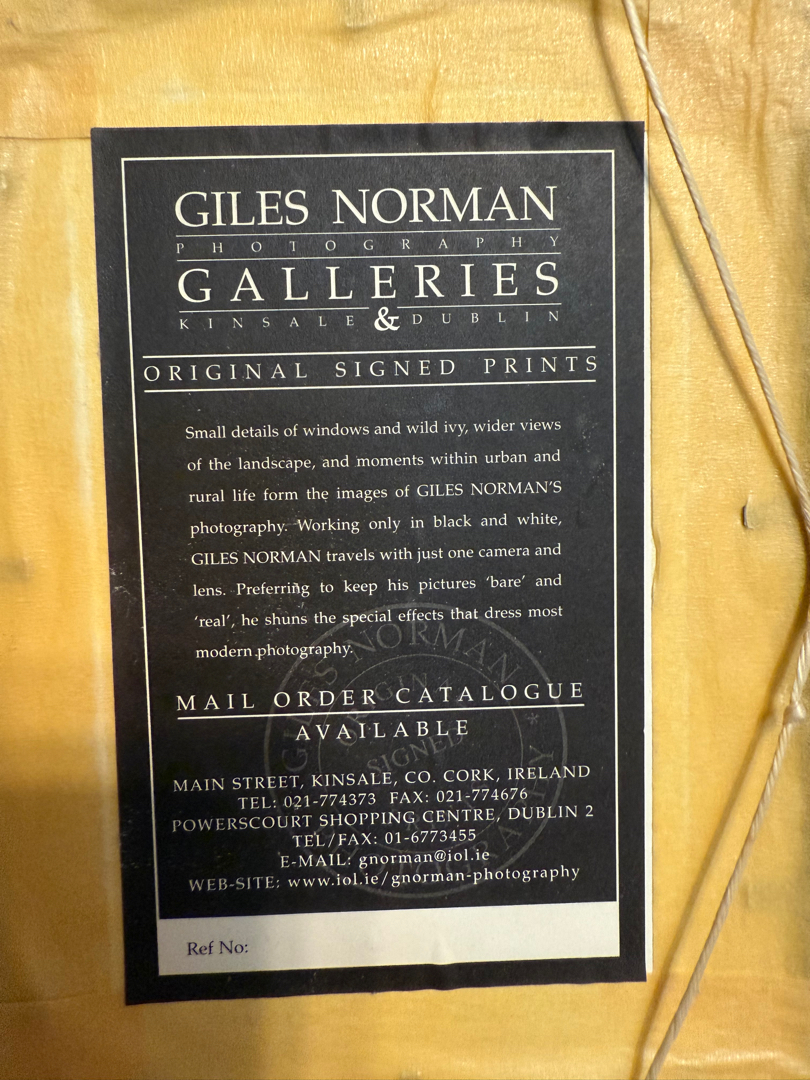 GILES NORMAN
PHOTOGRAPHY
GALLERIES
KINSALE & DUBLIN
ORIGINAL SIGNED PRINTS
Small details of windows and wild ivy, wider views
of the landscape, and moments within urban and
rural life form the images of GILES NORMAN'S
photography. Working only in black and white,
GILES NORMAN travels with just one camera and
lens. Preferring to keep his pictures 'bare' and
'real', he shuns the special effects that dress most
modern photography.
MAIL ORDER CATALOGUE
AVAILABLE
MAIN STREET, KINSALE, CO. CORK, IRELAND
TEL: 021-774373 FAX: 021-774676
POWERSCOURT SHOPPING CENTRE, DUBLIN 2
TEL/FAX: 01-6773455
E-MAIL: gnorman@iol.ie
WEB-SITE: www.iol.ie/gnorman-photography
Ref No:
GILES NORMAN
SIGNED